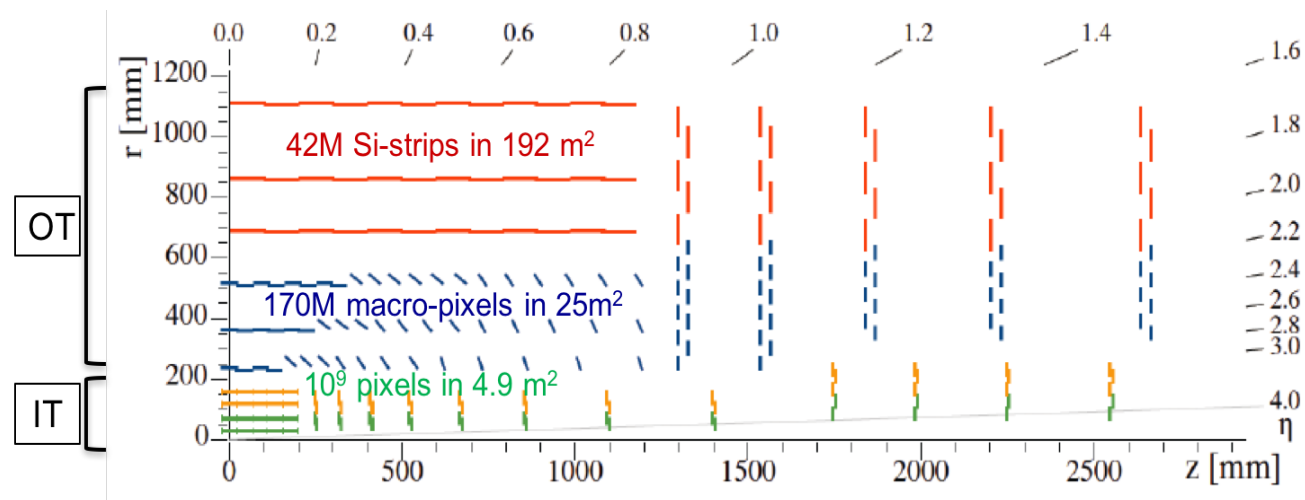 0.0 0.2 0.4 0.6 0.8 1.0 1.2 1.4 1.6
r [mm]
1200
1000
42M Si-strips in 192 m²
1.8
800
2.0
OT
600
2.2
2.4
170M macro-pixels in 25m²
2.6
400
2.8
3.0
200
10⁹ pixels in 4.9 m²
IT
4.0
0
η
0 500 1000 1500 2000 2500 z [mm]